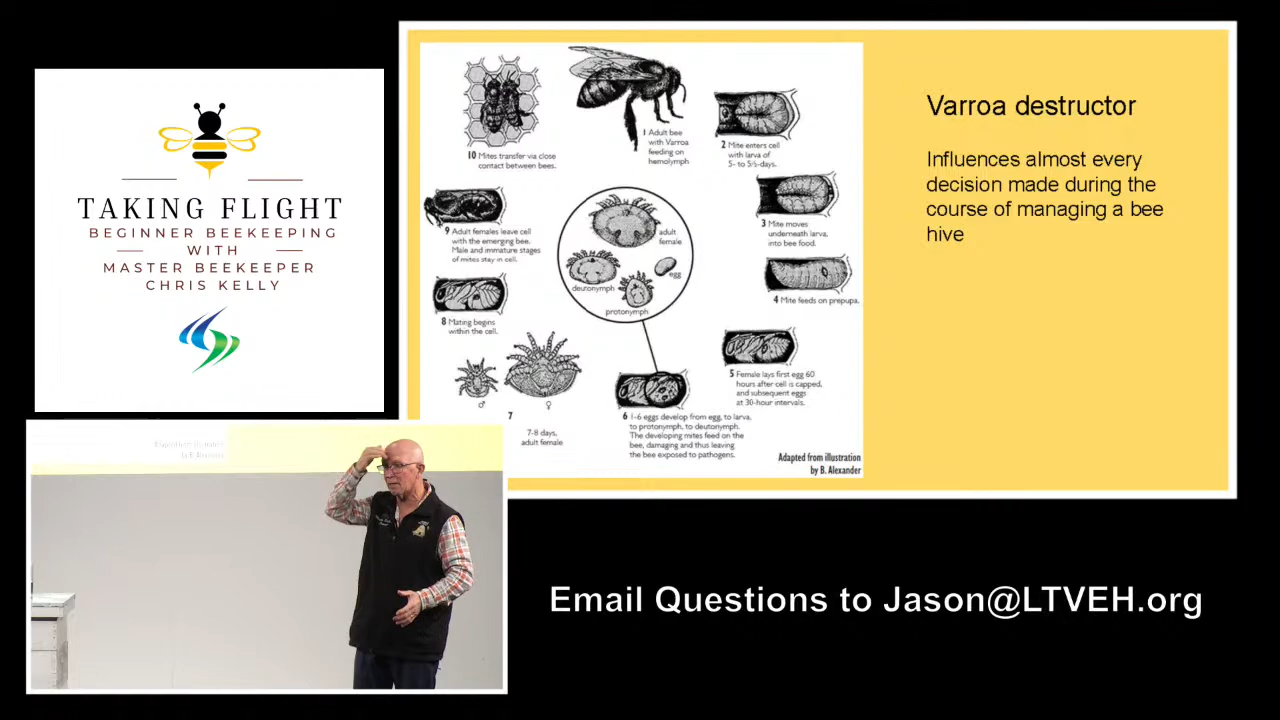 TAKING FLIGHT
BEGINNER BEEKEEPING
WITH
MASTER BEEKEEPER
CHRIS KELLY
10 Mites transfer via close
contact between bees.
1 Adult bee
with Varroa
feeding on
hemolymph
2 Mite enters cell
with larva of
5- to 5½-days.
3 Mite moves
underneath larva,
into bee food.
4 Mite feeds on prepupa.
5 Female lays first egg 60
hours after cell is capped,
and subsequent eggs
at 30-hour intervals.
6 1-6 eggs develop from egg, to larva,
to protonymph, to deutonymph.
The developing mites feed on the
bee, damaging and thus leaving
the bee exposed to pathogens.
7
♂ ♀
7-8 days,
adult female
8 Mating begins
within the cell.
9 Adult females leave cell
with the emerging bee.
Male and immature stages
of mites stay in cell.
adult
female
egg
deutonymph
protonymph
Adapted from illustration
by B. Alexander
Varroa destructor
Influences almost every
decision made during the
course of managing a bee
hive
Adapted from illustration
by B. Alexander
Email Questions to Jason@LTVEH.org